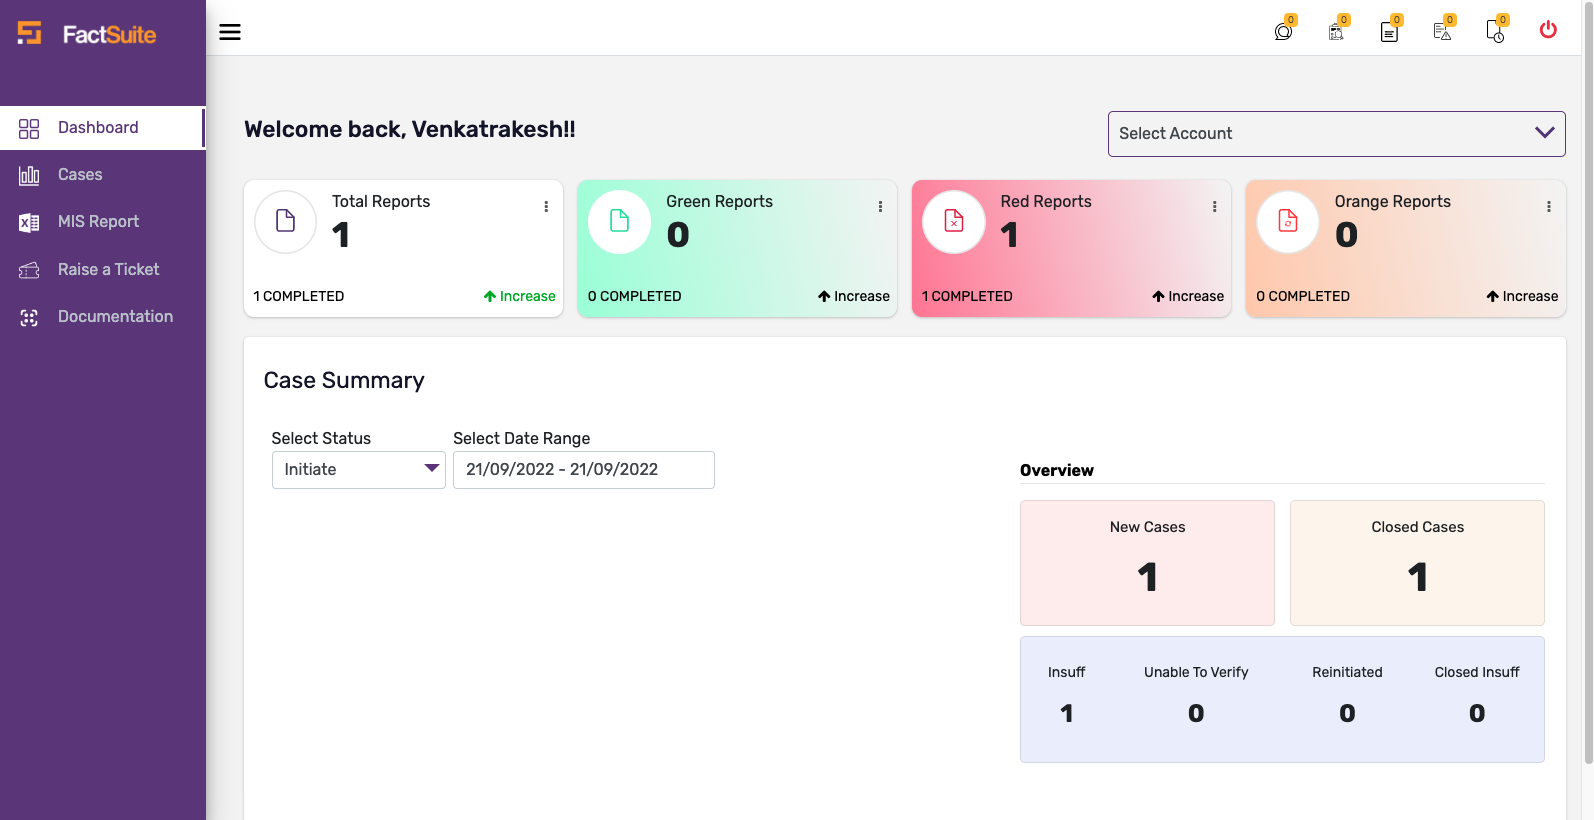 FactSuite
0 0 0 0 0
Dashboard
Cases
MIS Report
Raise a Ticket
Documentation
Welcome back, Venkatrakesh!!
Select Account
Total Reports
1
1 COMPLETED
Increase
Green Reports
0
0 COMPLETED
Increase
Red Reports
1
1 COMPLETED
Increase
Orange Reports
0
0 COMPLETED
Increase
Case Summary
Select Status
Initiate
Select Date Range
21/09/2022 - 21/09/2022
Overview
New Cases
1
Closed Cases
1
Insuff
1
Unable To Verify
0
Reinitiated
0
Closed Insuff
0